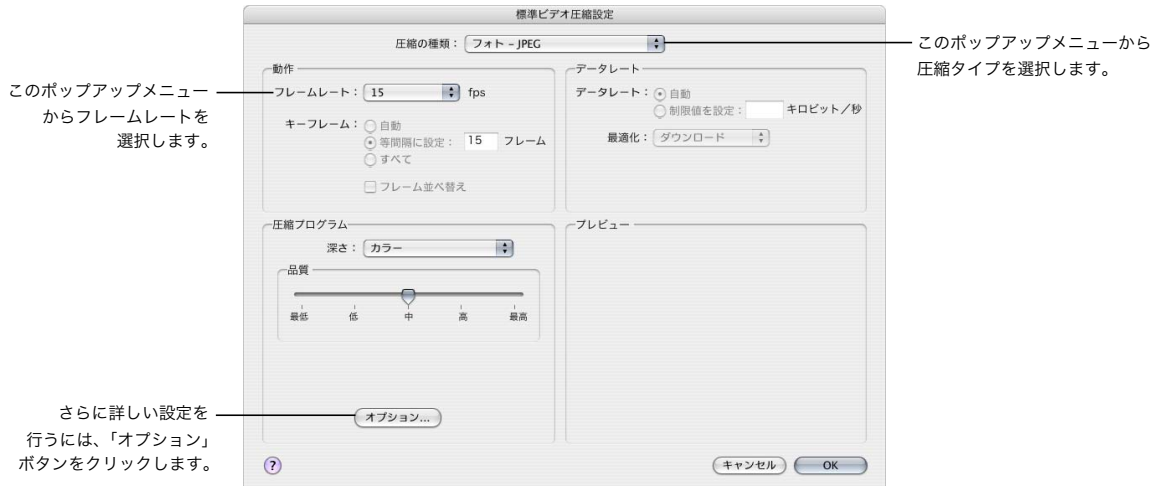 標準ビデオ圧縮設定
圧縮の種類： フォト – JPEG
このポップアップメニューから
圧縮タイプを選択します。
動作
このポップアップメニュー
からフレームレートを
選択します。
フレームレート： 15 fps
キーフレーム： 自動
等間隔に設定： 15 フレーム
すべて
フレーム並べ替え
データレート
データレート： 自動
制限値を設定： キロビット／秒
最適化： ダウンロード
圧縮プログラム
深さ： カラー
品質
最低 低 中 高 最高
プレビュー
さらに詳しい設定を
行うには、「オプション」
ボタンをクリックします。
オプション...
?
キャンセル OK